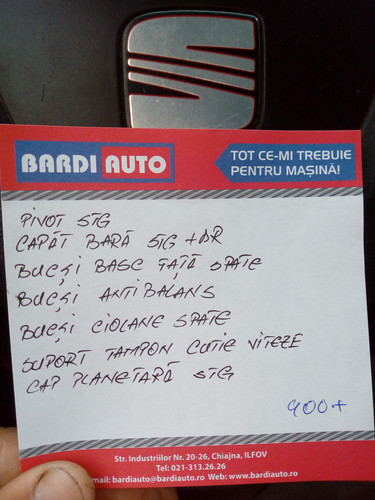 BARDI AUTO
TOT CE-MI TREBUIE
PENTRU MAȘINĂ!
PIVOT STG
CAPĂT BARĂ STG + DR
BUCȘI BASC FAȚĂ SPATE
BUCȘI ANTIBALANS
BUCȘI CIOLANE SPATE
SUPORT TAMPON CUTIE VITEZE
CAP PLANETARĂ STG
900+
Str. Industriilor Nr. 20-26, Chiajna, ILFOV
Tel: 021-313.26.26
mail: bardiauto@bardiauto.ro Web: www.bardiauto.ro